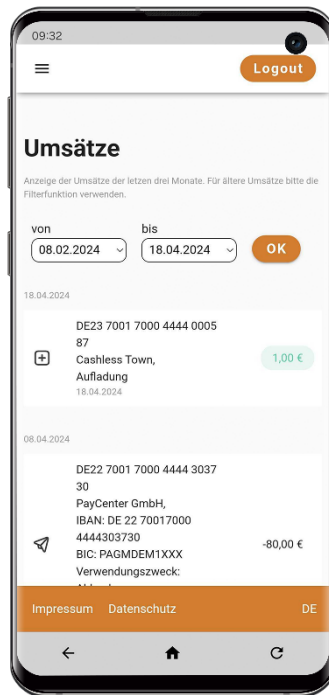 09:32
Logout
Umsätze
Anzeige der Umsätze der letzen drei Monate. Für ältere Umsätze bitte die
Filterfunktion verwenden.
von bis
08.02.2024 18.04.2024 OK
18.04.2024
DE23 7001 7000 4444 0005
87
Cashless Town,
Aufladung
18.04.2024
1,00 €
08.04.2024
DE22 7001 7000 4444 3037
30
PayCenter GmbH,
IBAN: DE 22 70017000
4444303730
BIC: PAGMDEM1XXX
Verwendungszweck:
-80,00 €
Impressum Datenschutz DE